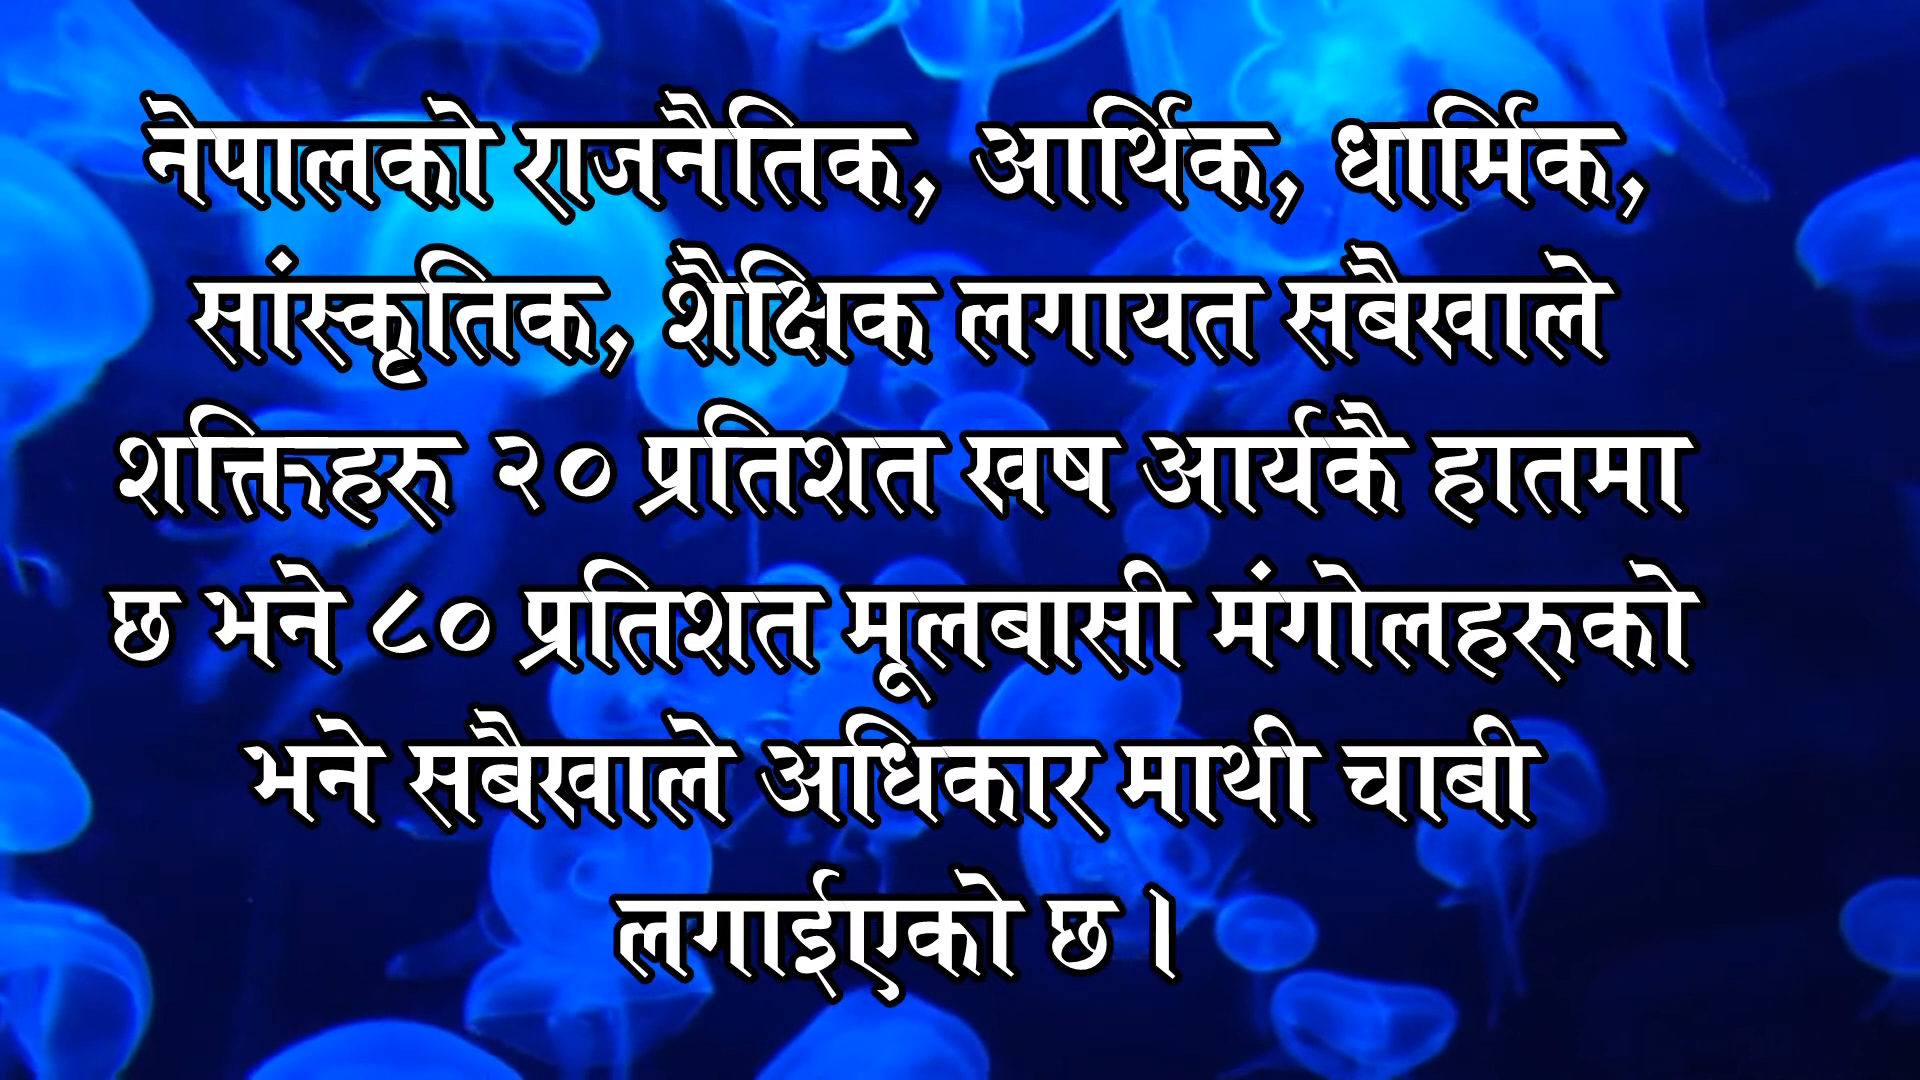 नेपालको राजनैतिक, आर्थिक, धार्मिक,
सांस्कृतिक, शैक्षिक लगायत सबैखाले
शक्तिहरु २० प्रतिशत खष आर्यकै हातमा
छ भने ८० प्रतिशत मूलबासी मंगोलहरुको
भने सबैखाले अधिकार माथी चाबी
लगाईएको छ ।